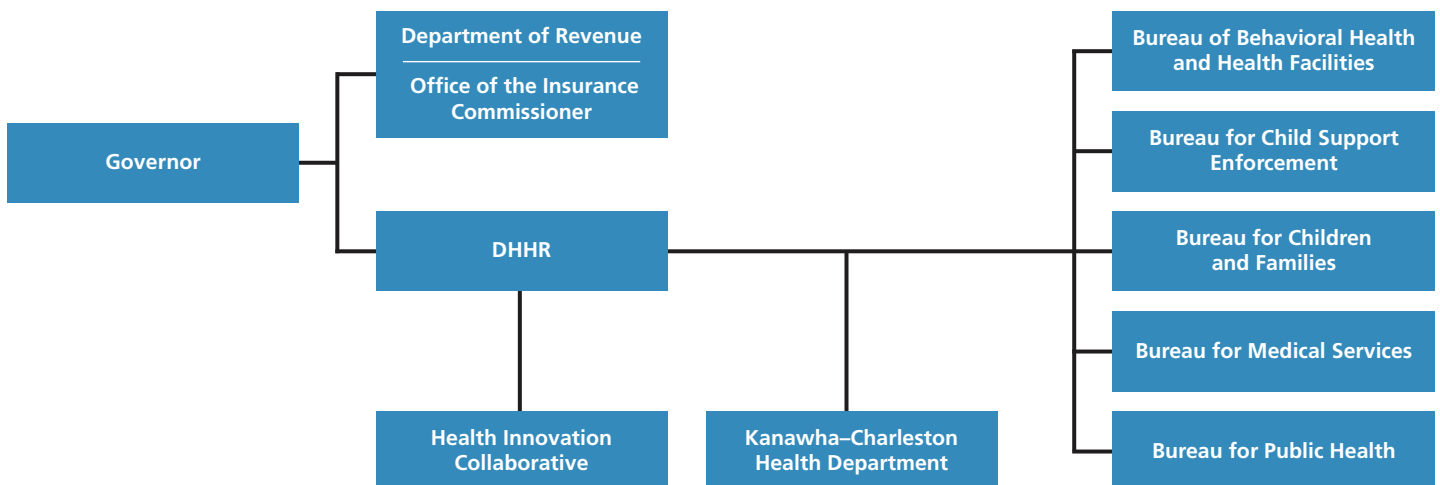 Governor
Department of Revenue
Office of the Insurance
Commissioner
DHHR
Health Innovation
Collaborative
Kanawha–Charleston
Health Department
Bureau of Behavioral Health
and Health Facilities
Bureau for Child Support
Enforcement
Bureau for Children
and Families
Bureau for Medical Services
Bureau for Public Health